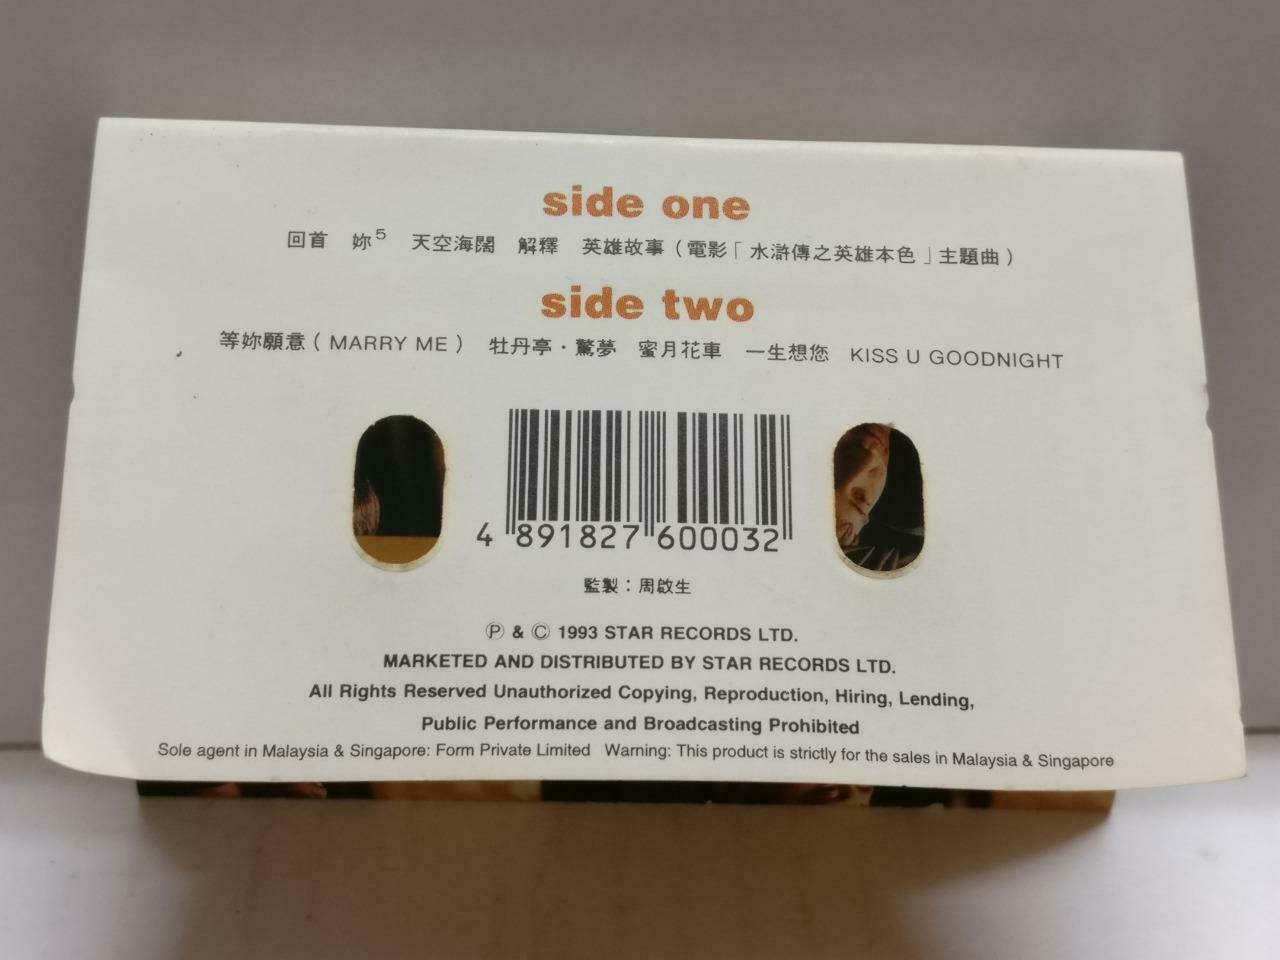 side one
回首 妳5 天空海闊 解釋 英雄故事(電影「水滸傳之英雄本色」主題曲)
side two
等妳願意(MARRY ME) 牡丹亭·驚夢 蜜月花車 一生想您 KISS U GOODNIGHT
4 891827 600032
監製:周啟生
Ⓟ & © 1993 STAR RECORDS LTD.
MARKETED AND DISTRIBUTED BY STAR RECORDS LTD.
All Rights Reserved Unauthorized Copying, Reproduction, Hiring, Lending,
Public Performance and Broadcasting Prohibited
Sole agent in Malaysia & Singapore: Form Private Limited Warning: This product is strictly for the sales in Malaysia & Singapore